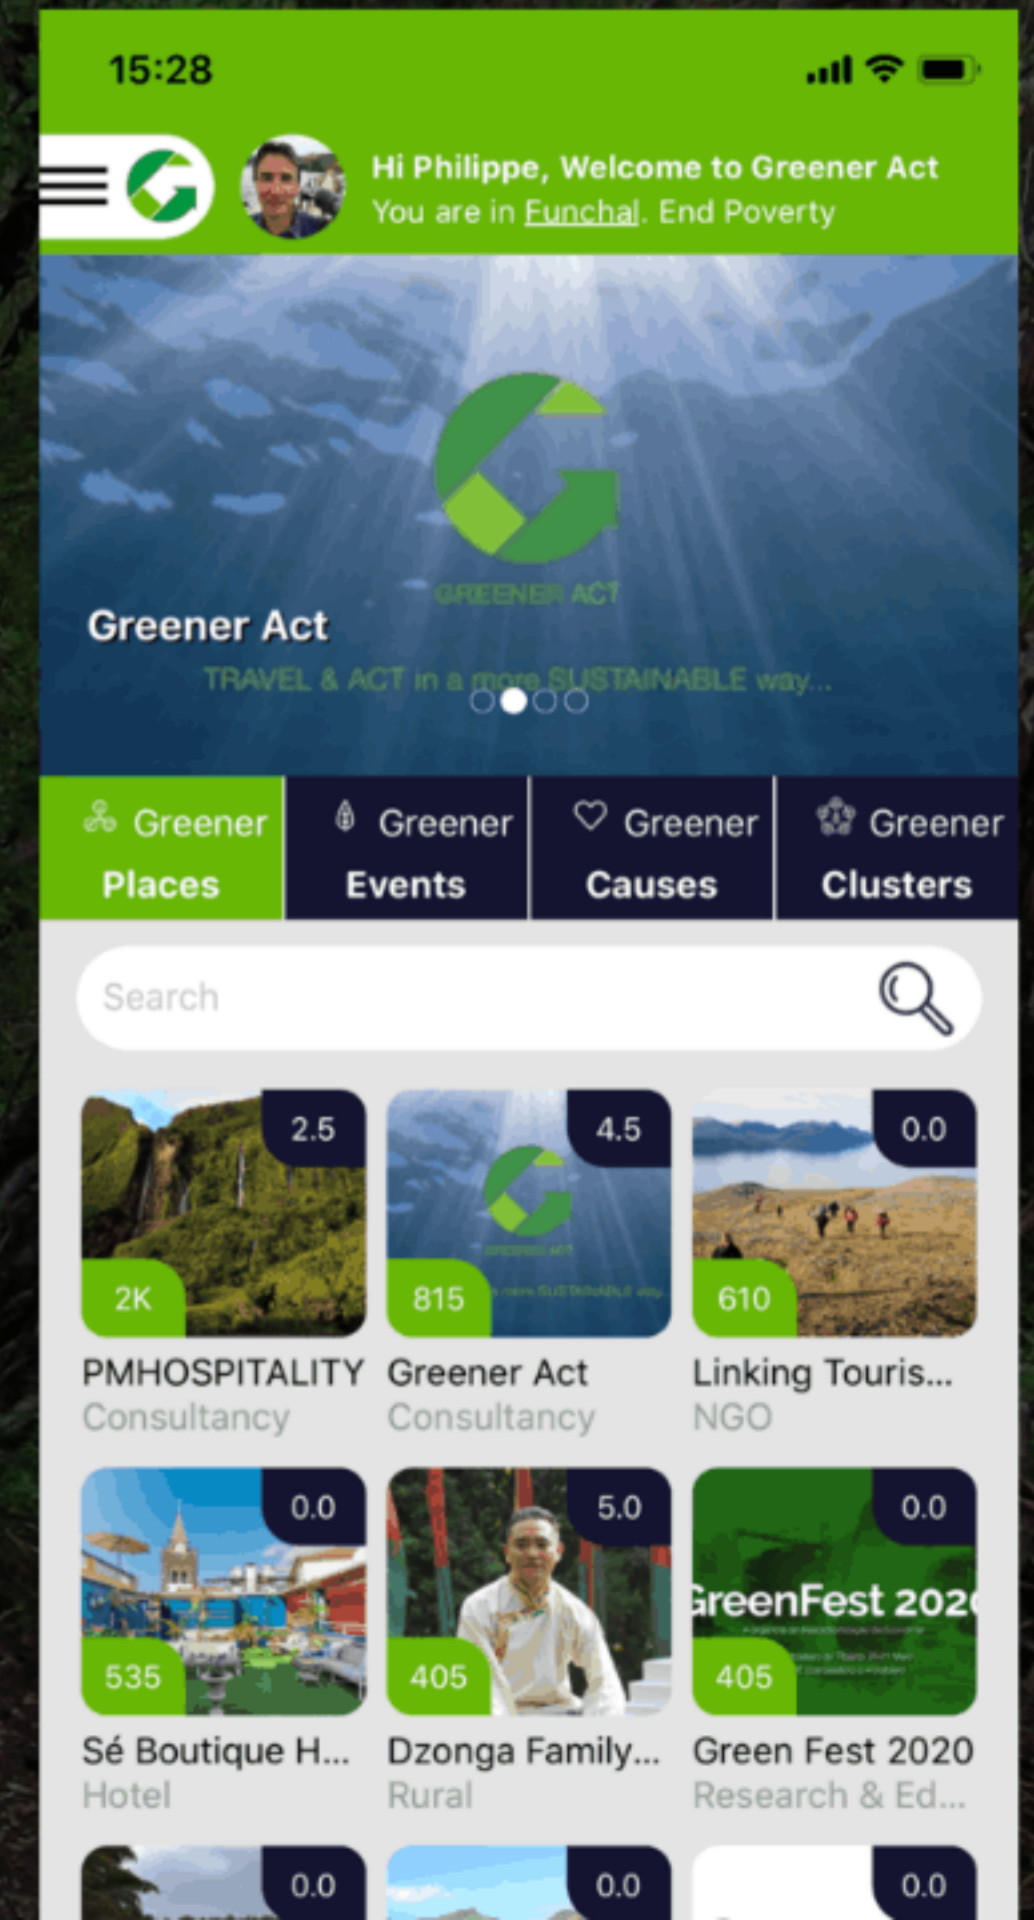 15:28
Hi Philippe, Welcome to Greener Act
You are in Funchal. End Poverty
GREENER ACT
Greener Act
TRAVEL & ACT in a more SUSTAINABLE way...
Greener Places
Greener Events
Greener Causes
Greener Clusters
Search
2.5
4.5
0.0
2K
815
610
PMHOSPITALITY
Greener Act
Linking Touris...
Consultancy
Consultancy
NGO
0.0
5.0
0.0
GreenFest 202
535
405
405
Sé Boutique H...
Dzonga Family...
Green Fest 2020
Hotel
Rural
Research & Ed...
0.0
0.0
0.0